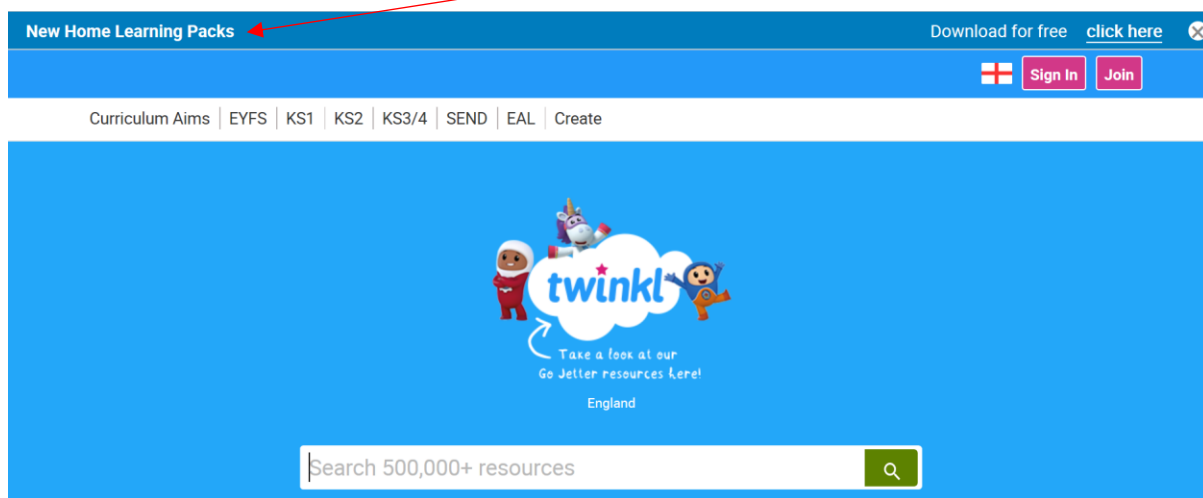 New Home Learning Packs Download for free click here
Sign In Join
Curriculum Aims EYFS KS1 KS2 KS3/4 SEND EAL Create
twinkl
Take a look at our
Go Jetter resources here!
England
Search 500,000+ resources